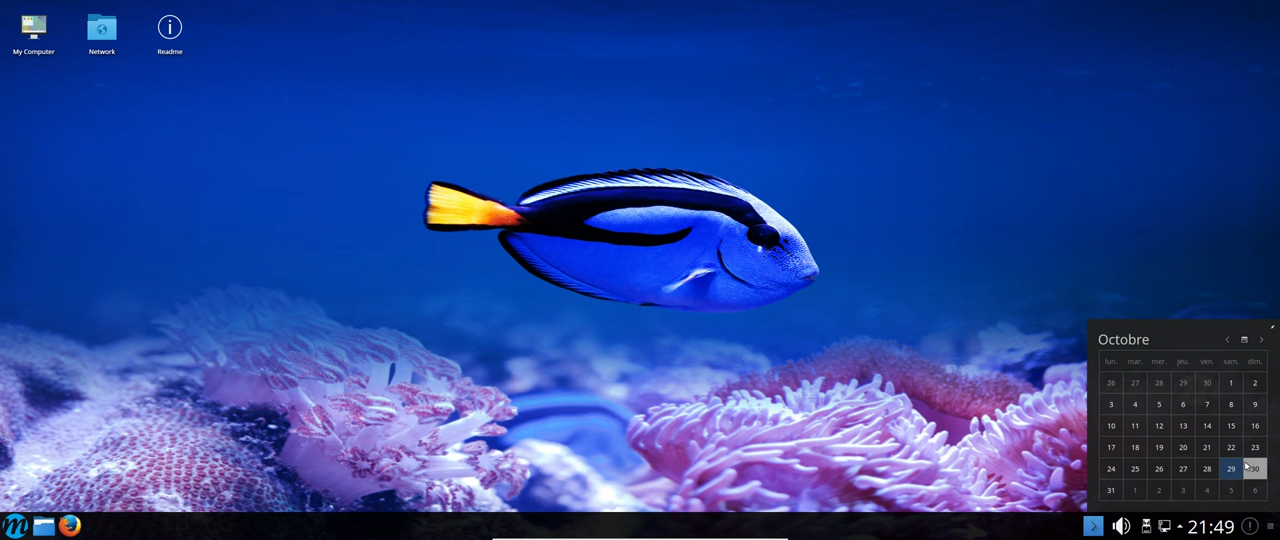 My Computer
Network
Readme
Octobre
lun. mar. mer. jeu. ven. sam. dim.
26 27 28 29 30 1 2
3 4 5 6 7 8 9
10 11 12 13 14 15 16
17 18 19 20 21 22 23
24 25 26 27 28 29 30
31 1 2 3 4 5 6
21:49